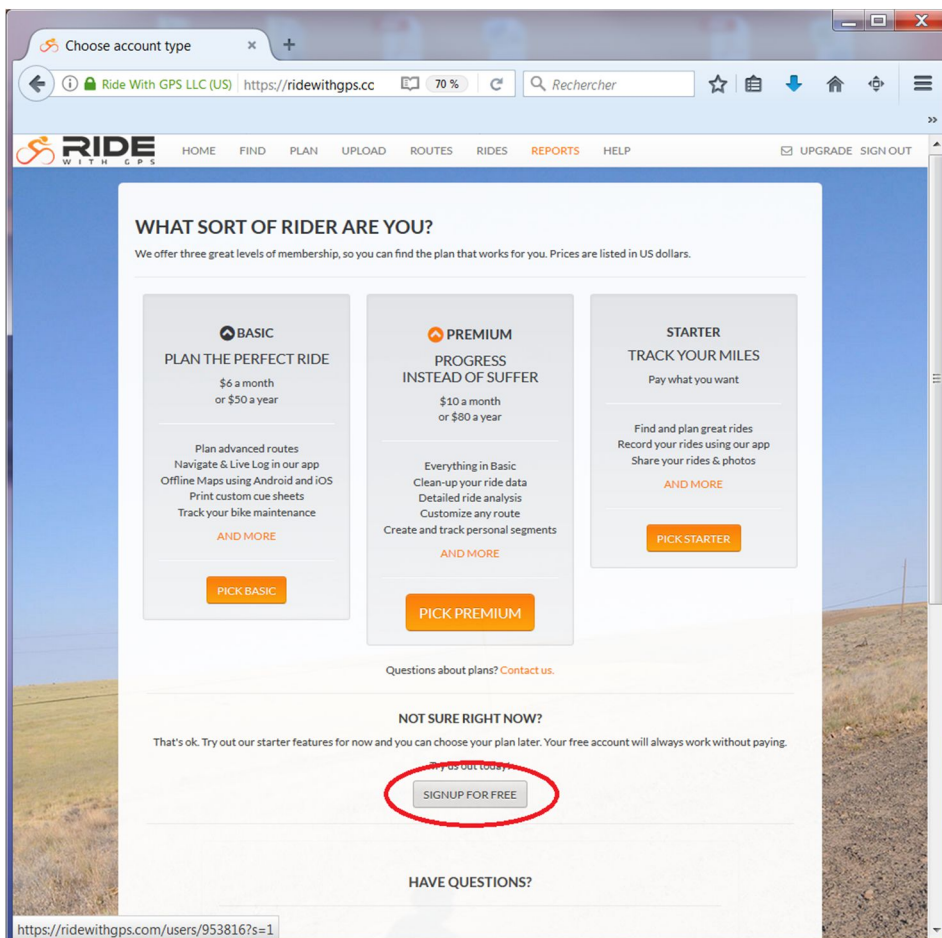 Choose account type
Ride With GPS LLC (US) https://ridewithgps.cc 70 % Rechercher
RIDE
WITH GPS
HOME FIND PLAN UPLOAD ROUTES RIDES REPORTS HELP UPGRADE SIGN OUT
WHAT SORT OF RIDER ARE YOU?
We offer three great levels of membership, so you can find the plan that works for you. Prices are listed in US dollars.
BASIC
PLAN THE PERFECT RIDE
$6 a month
or $50 a year
Plan advanced routes
Navigate & Live Log in our app
Offline Maps using Android and iOS
Print custom cue sheets
Track your bike maintenance
AND MORE
PICK BASIC
PREMIUM
PROGRESS
INSTEAD OF SUFFER
$10 a month
or $80 a year
Everything in Basic
Clean-up your ride data
Detailed ride analysis
Customize any route
Create and track personal segments
AND MORE
PICK PREMIUM
STARTER
TRACK YOUR MILES
Pay what you want
Find and plan great rides
Record your rides using our app
Share your rides & photos
AND MORE
PICK STARTER
Questions about plans? Contact us.
NOT SURE RIGHT NOW?
That's ok. Try out our starter features for now and you can choose your plan later. Your free account will always work without paying.
Try us out today!
SIGNUP FOR FREE
HAVE QUESTIONS?
https://ridewithgps.com/users/953816?s=1